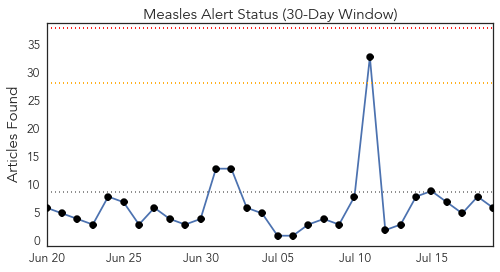 Measles Alert Status (30-Day Window)
Articles Found
35
30
25
20
15
10
5
0
Jun 20
Jun 25
Jun 30
Jul 05
Jul 10
Jul 15